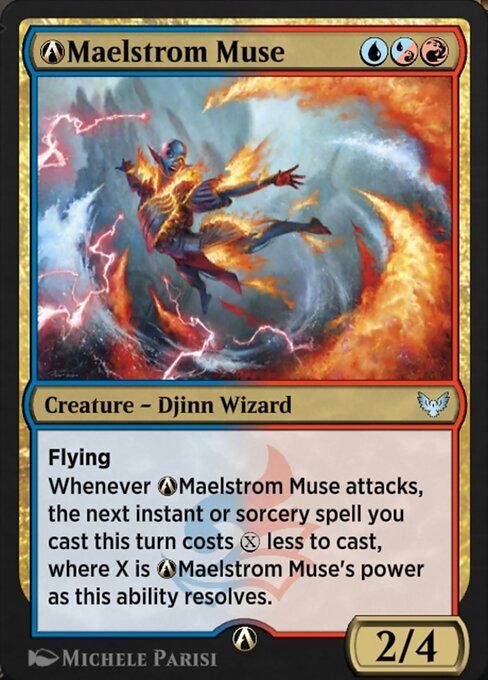 Maelstrom Muse
Creature – Djinn Wizard
Flying
Whenever Maelstrom Muse attacks,
the next instant or sorcery spell you
cast this turn costs X less to cast,
where X is Maelstrom Muse's power
as this ability resolves.
2/4
Michele Parisi